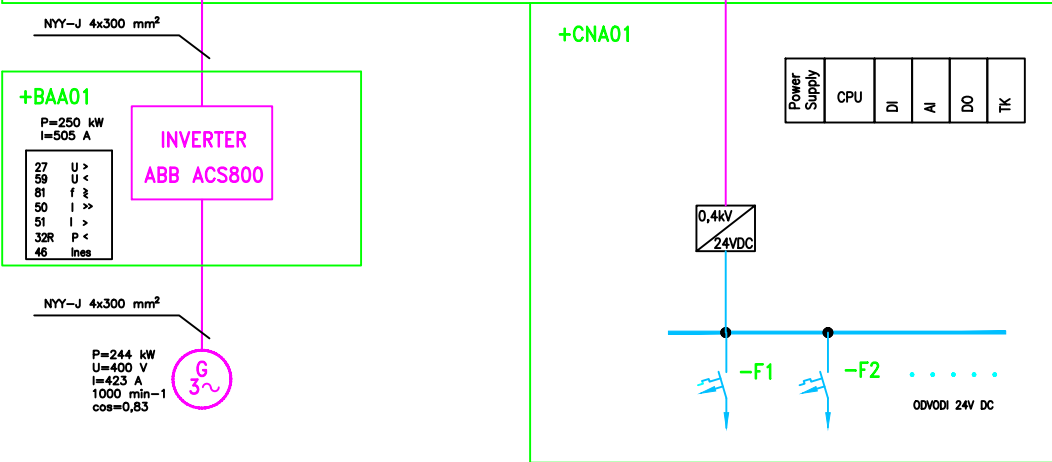 NYY-J 4x300 mm²
+CNA01
+BAA01
P=250 kW
I=505 A
INVERTER
ABB ACS800
27 U >
59 U <
81 f ≷
50 I >>
51 I >
32R P <
46 Ines
Power Supply
CPU
DI
AI
DO
TK
0,4kV
24VDC
NYY-J 4x300 mm²
P=244 kW
U=400 V
I=423 A
1000 min-1
cos=0,83
G
3~
-F1
-F2
ODVODI 24V DC